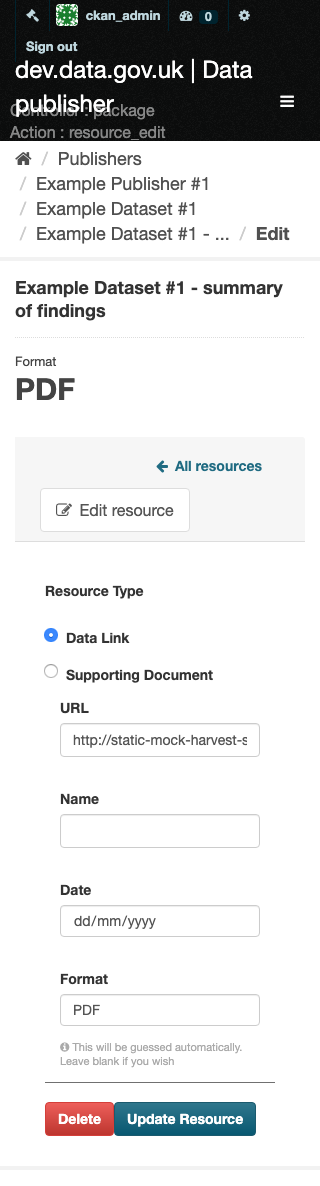 ckan_admin 0
Sign out
dev.data.gov.uk | Data
publisher
Controller : package
Action : resource_edit
/ Publishers
/ Example Publisher #1
/ Example Dataset #1
/ Example Dataset #1 - ... / Edit
Example Dataset #1 - summary
of findings
Format
PDF
All resources
Edit resource
Resource Type
Data Link
Supporting Document
URL
http://static-mock-harvest-s
Name
Date
dd/mm/yyyy
Format
PDF
This will be guessed automatically.
Leave blank if you wish
Delete Update Resource